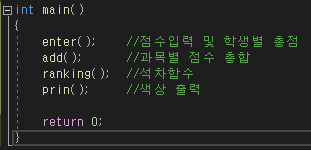 int main()
{
enter(); //점수입력 및 학생별 총점
add(); //과목별 점수 총합
ranking(); //석차함수
prin(); //색상 출력
return 0;
}